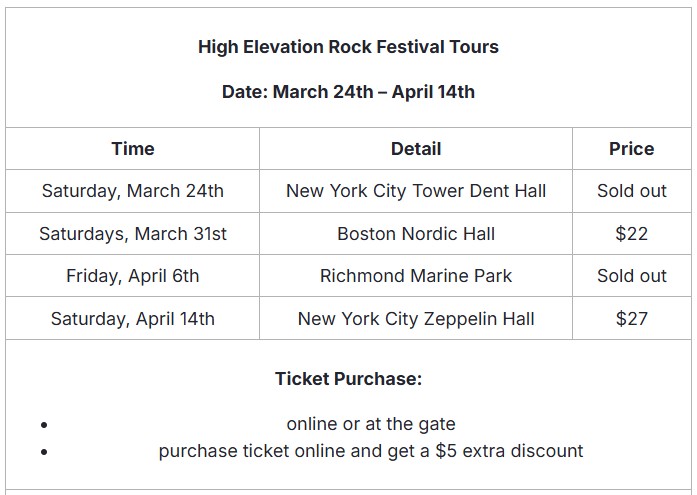 High Elevation Rock Festival Tours
Date: March 24th – April 14th
Time Detail Price
Saturday, March 24th New York City Tower Dent Hall Sold out
Saturdays, March 31st Boston Nordic Hall $22
Friday, April 6th Richmond Marine Park Sold out
Saturday, April 14th New York City Zeppelin Hall $27
Ticket Purchase:
• online or at the gate
• purchase ticket online and get a $5 extra discount